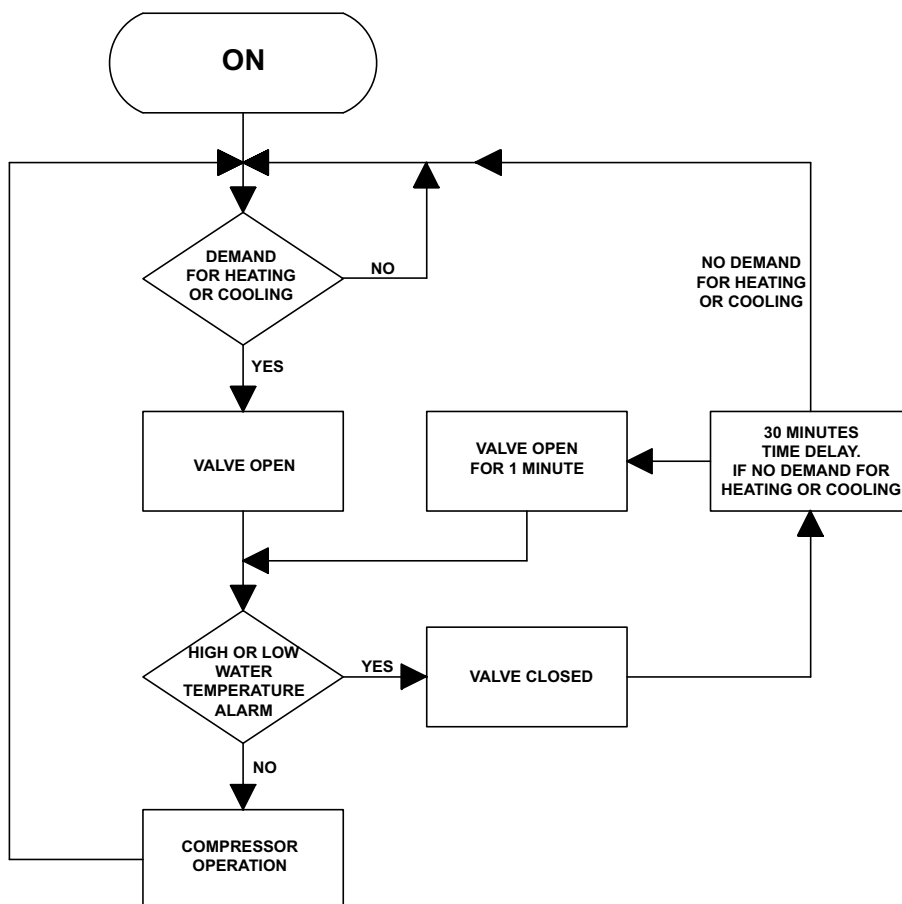 ON
DEMAND
FOR HEATING
OR COOLING
NO
NO DEMAND
FOR HEATING
OR COOLING
YES
VALVE OPEN
VALVE OPEN
FOR 1 MINUTE
30 MINUTES
TIME DELAY.
IF NO DEMAND FOR
HEATING OR COOLING
HIGH OR LOW
WATER
TEMPERATURE
ALARM
YES
VALVE CLOSED
NO
COMPRESSOR
OPERATION